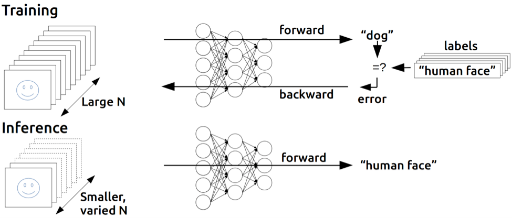 Training
forward
"dog"
labels
=?
"human face"
backward
error
Large N
Inference
forward
"human face"
Smaller,
varied N